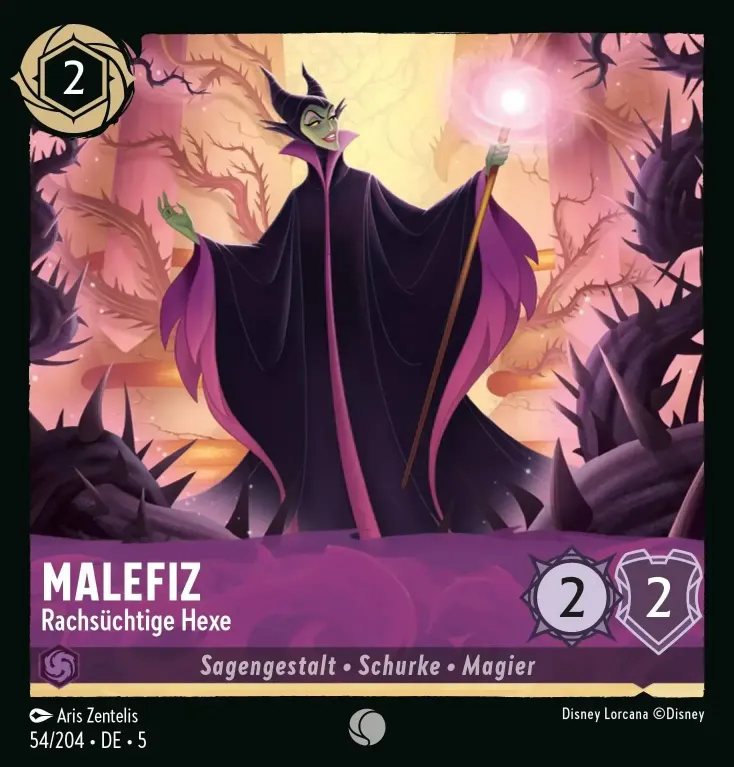 2
MALEFIZ
Rachsüchtige Hexe
2
2
Sagengestalt • Schurke • Magier
Aris Zentelis
Disney Lorcana ©Disney
54/204 • DE • 5